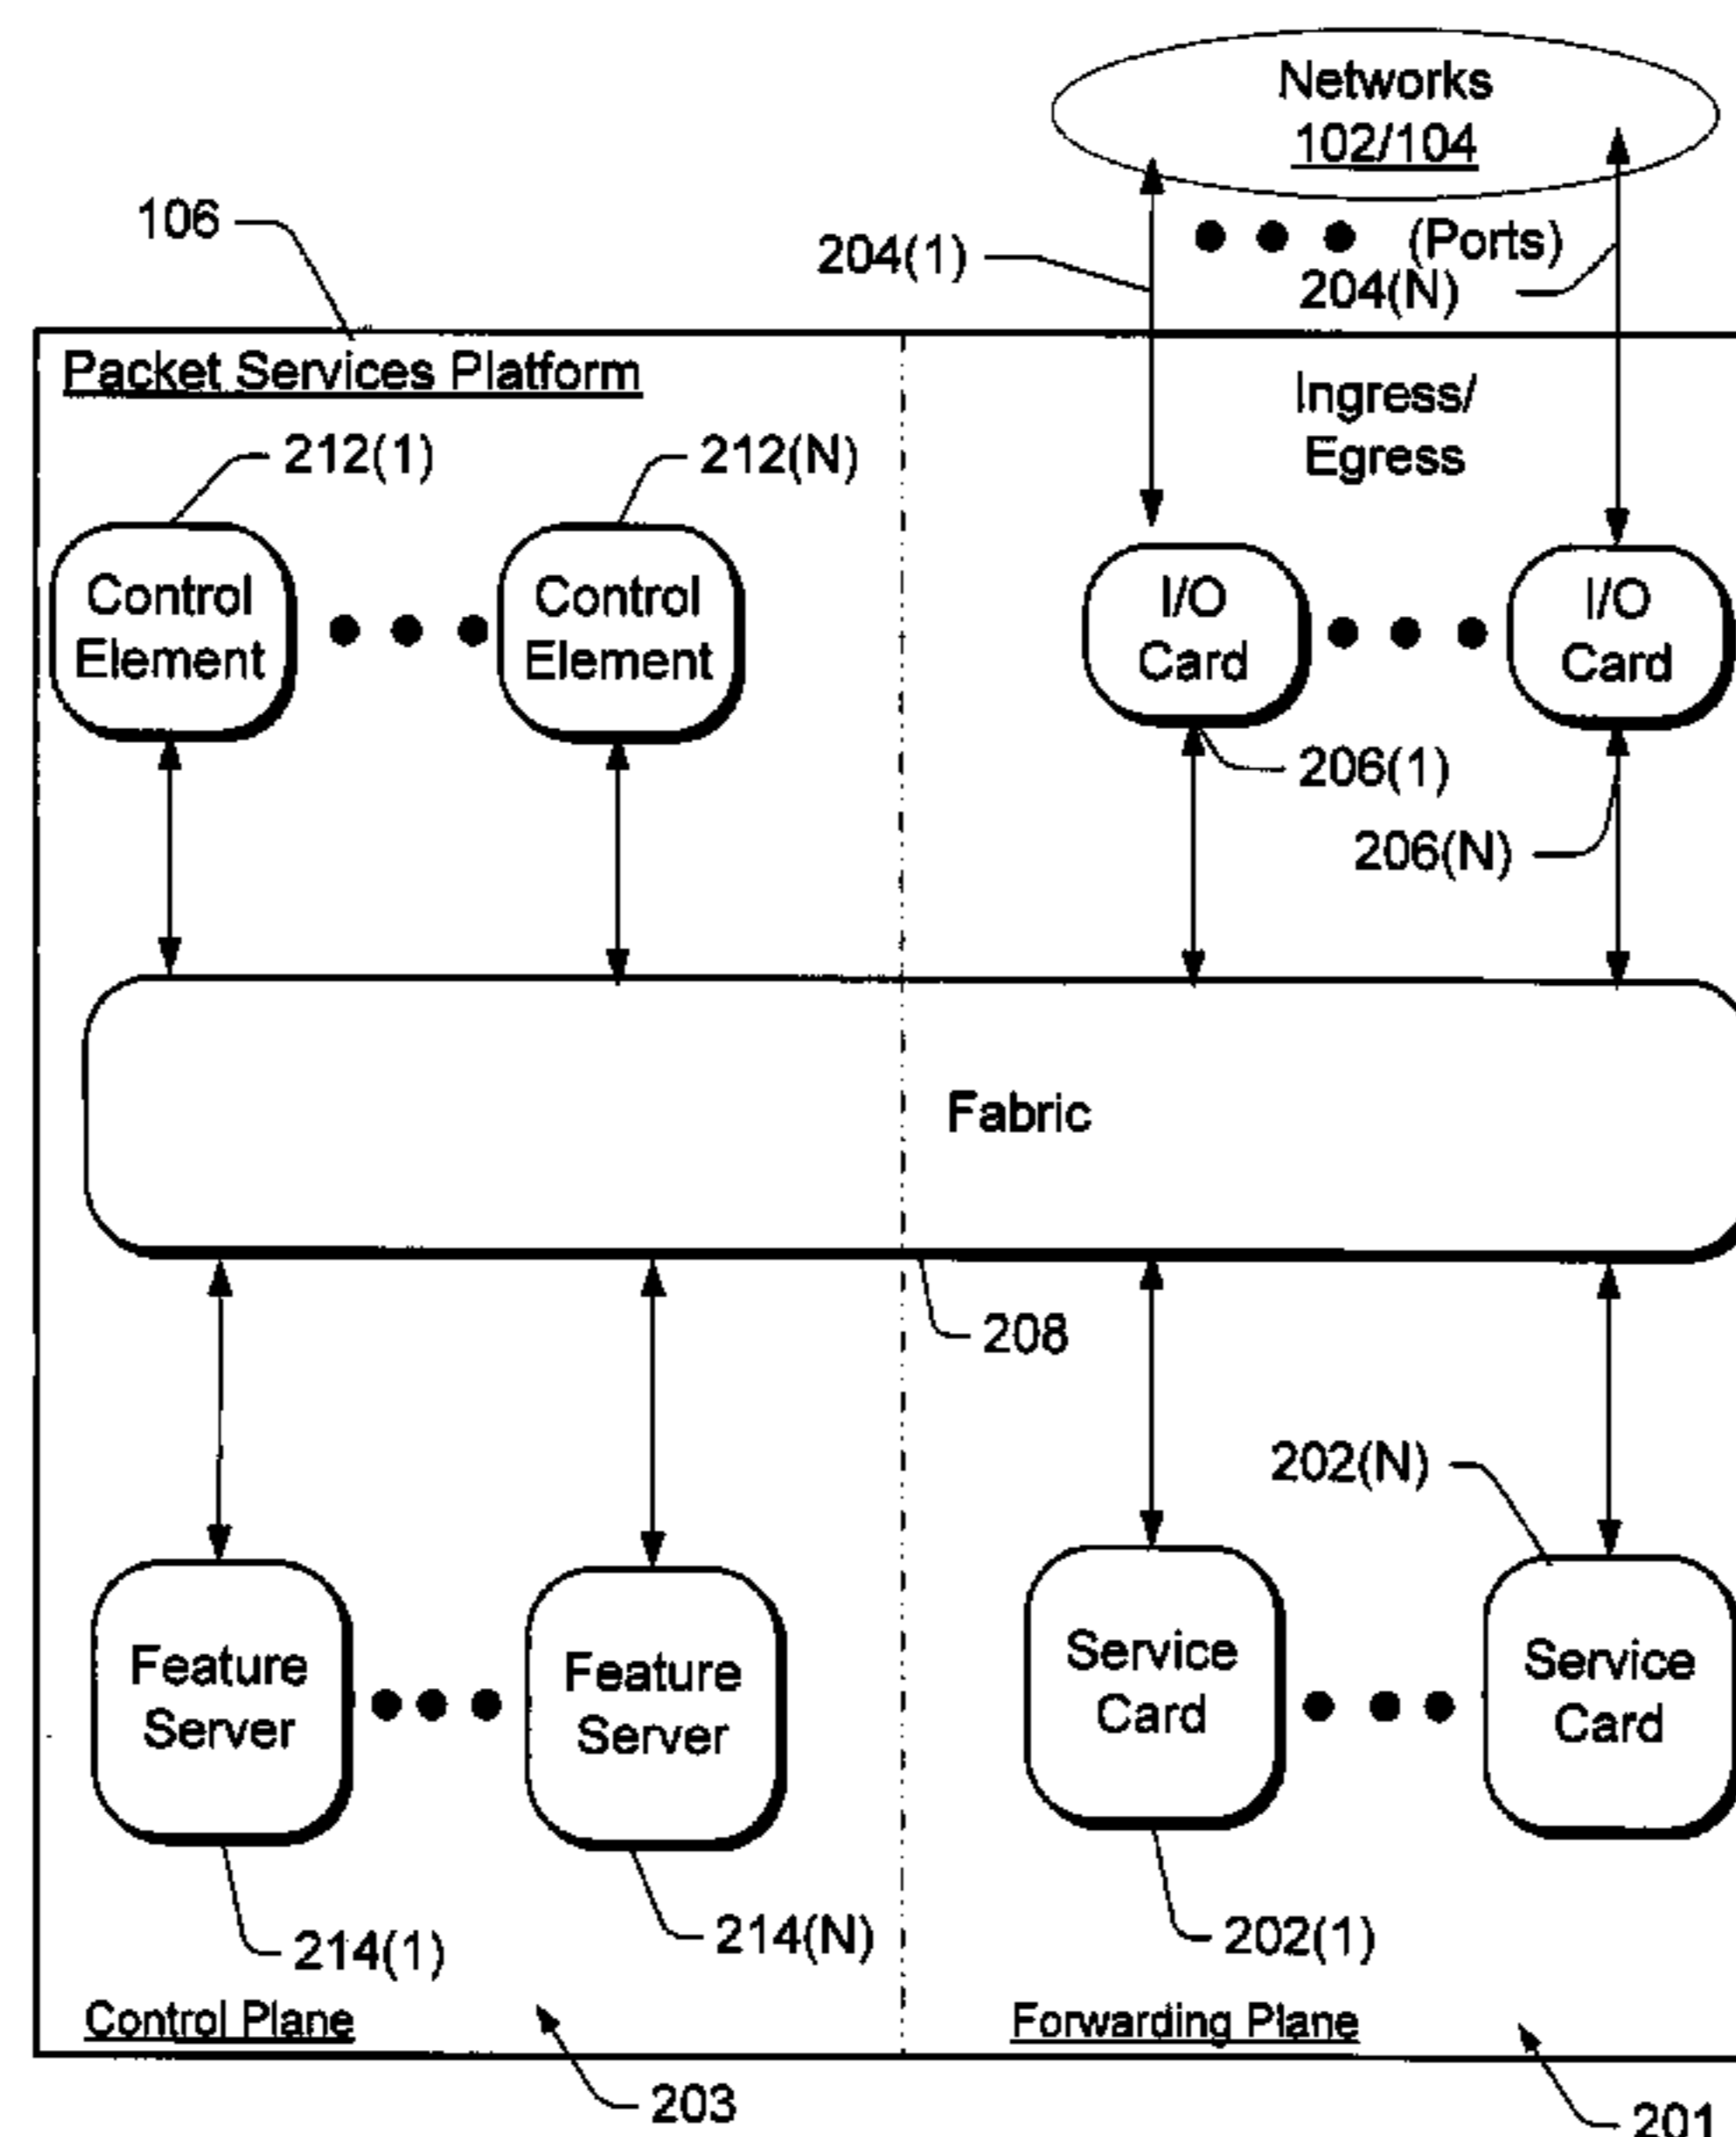 Networks
102/104
106
204(1)
(Ports)
204(N)
Packet Services Platform
Ingress/
Egress
212(1)
212(N)
Control
Element
Control
Element
I/O
Card
I/O
Card
206(1)
206(N)
Fabric
208
202(N)
Feature
Server
Feature
Server
Service
Card
Service
Card
214(1)
214(N)
202(1)
Control Plane
Forwarding Plane
203
201